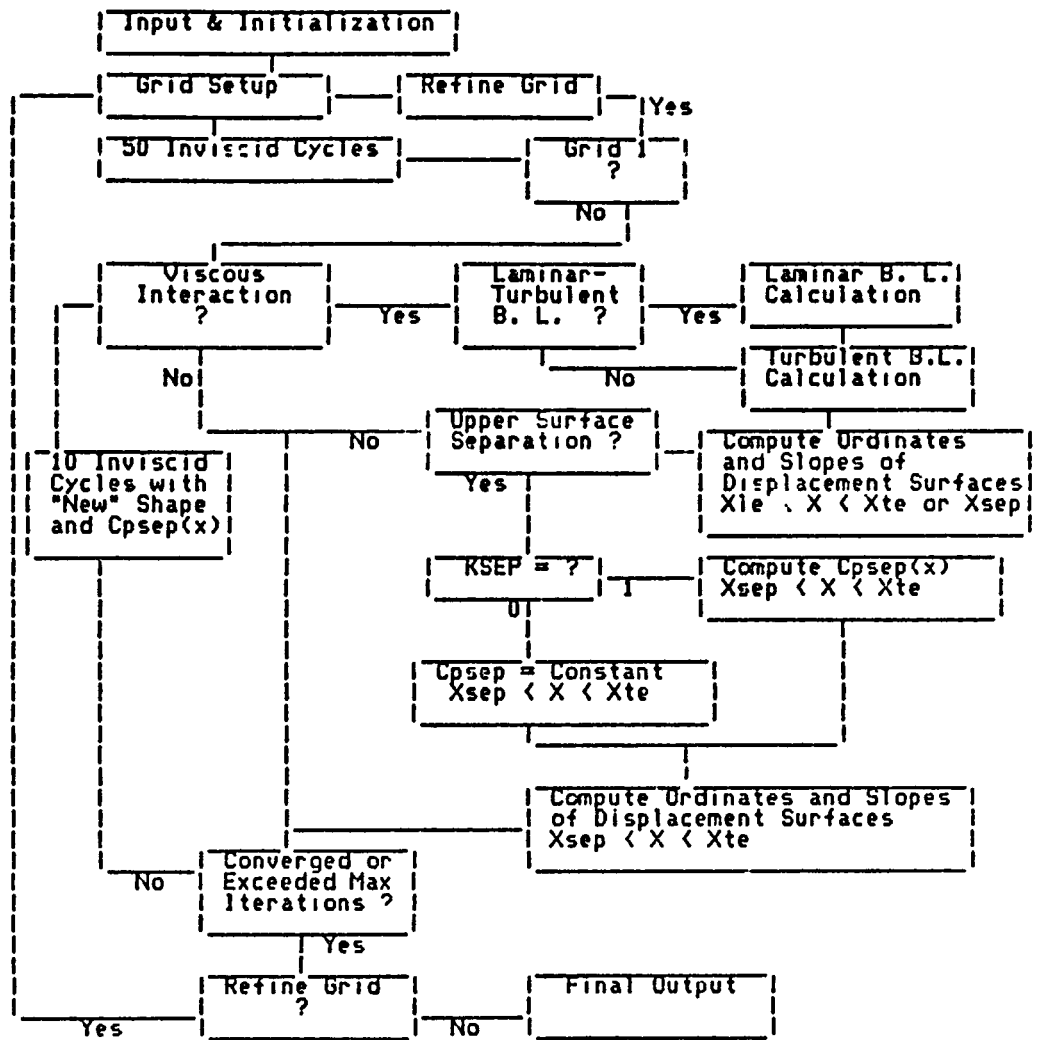 Input & Initialization
Grid Setup
Refine Grid
Yes
50 Inviscid Cycles
Grid 1
?
No
Viscous
Interaction
?
Yes
Laminar-
Turbulent
B. L. ?
Yes
Laminar B. L.
Calculation
No
No
Turbulent B.L.
Calculation
No
Upper Surface
Separation ?
Yes
Compute Ordinates
and Slopes of
Displacement Surfaces
Xle X < Xte or Xsep
10 Inviscid
Cycles with
"New" Shape
and Cpsep(x)
KSEP = ?
1
0
Compute Cpsep(x)
Xsep < X < Xte
Cpsep = Constant
Xsep < X < Xte
Compute Ordinates and Slopes
of Displacement Surfaces
Xsep < X < Xte
No
Converged or
Exceeded Max
Iterations ?
Yes
Refine Grid
?
Yes
No
Final Output